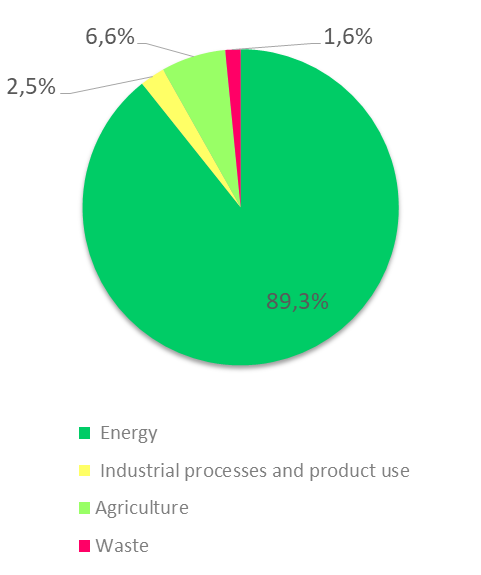 6,6%
1,6%
2,5%
89,3%
Energy
Industrial processes and product use
Agriculture
Waste